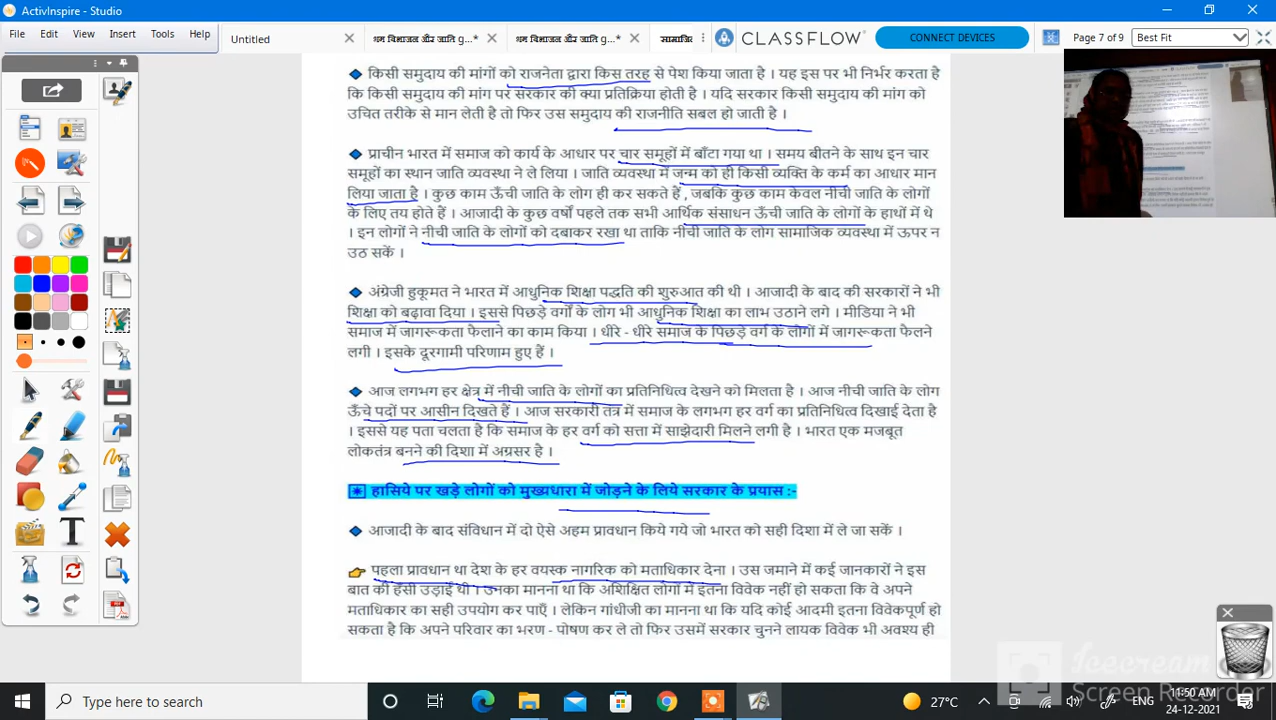 ActivInspire - Studio
File Edit View Insert Tools Help
Untitled
श्रम विभाजन और जाति g...*
श्रम विभाजन और जाति g...*
सामाजि
CLASSFLOW
CONNECT DEVICES
Page 7 of 9
Best Fit
किसी समुदाय की मांगों को राजनेता द्वारा किस तरह से पेश किया जाता है । यह इस पर भी निर्भर करता है
कि किसी समुदाय की मांग पर सरकार की क्या प्रतिक्रिया होती है । यदि सरकार किसी समुदाय की मांग को
उचित तरीके से मान लेती है तो फिर उस समुदाय की राजनीति सबल हो जाती है ।
प्राचीन भारत में समाज को कार्य के आधार पर चार समूहों में बाँटा गया था । समय बीतने के साथ इन चार
समूहों का स्थान जाति व्यवस्था ने ले लिया । जाति व्यवस्था में जन्म को ही किसी व्यक्ति के कर्म का आधार मान
लिया जाता है । कुछ काम ऊँची जाति के लोग ही कर सकते हैं , जबकि कुछ काम केवल नीची जाति के लोगों
के लिए तय होते हैं । आज से कुछ वर्षों पहले तक सभी आर्थिक संसाधन ऊँची जाति के लोगों के हाथों में थे
। इन लोगों ने नीची जाति के लोगों को दबाकर रखा था ताकि नीची जाति के लोग सामाजिक व्यवस्था में ऊपर न
उठ सकें ।
अंग्रेजी हुकूमत ने भारत में आधुनिक शिक्षा पद्धति की शुरुआत की थी । आजादी के बाद की सरकारों ने भी
शिक्षा को बढ़ावा दिया । इससे पिछड़े वर्गों के लोग भी आधुनिक शिक्षा का लाभ उठाने लगे । मीडिया ने भी
समाज में जागरूकता फैलाने का काम किया । धीरे - धीरे समाज के पिछड़े वर्ग के लोगों में जागरूकता फैलने
लगी । इसके दूरगामी परिणाम हुए हैं ।
आज लगभग हर क्षेत्र में नीची जाति के लोगों का प्रतिनिधित्व देखने को मिलता है । आज नीची जाति के लोग
ऊँचे पदों पर आसीन दिखते हैं । आज सरकारी तंत्र में समाज के लगभग हर वर्ग का प्रतिनिधित्व दिखाई देता है
। इससे यह पता चलता है कि समाज के हर वर्ग को सत्ता में साझेदारी मिलने लगी है । भारत एक मजबूत
लोकतंत्र बनने की दिशा में अग्रसर है ।
हासिये पर खड़े लोगों को मुख्यधारा में जोड़ने के लिये सरकार के प्रयास :-
आजादी के बाद संविधान में दो ऐसे अहम प्रावधान किये गये जो भारत को सही दिशा में ले जा सकें ।
पहला प्रावधान था देश के हर वयस्क नागरिक को मताधिकार देना । उस जमाने में कई जानकारों ने इस
बात की हँसी उड़ाई थी । उनका मानना था कि अशिक्षित लोगों में इतना विवेक नहीं हो सकता कि वे अपने
मताधिकार का सही उपयोग कर पाएँ । लेकिन गांधीजी का मानना था कि यदि कोई आदमी इतना विवेकपूर्ण हो
सकता है कि अपने परिवार का भरण - पोषण कर ले तो फिर उसमें सरकार चुनने लायक विवेक भी अवश्य ही
Icecream
Screen Recorder
Type here to search
27°C
ENG
11:50 AM
24-12-2021